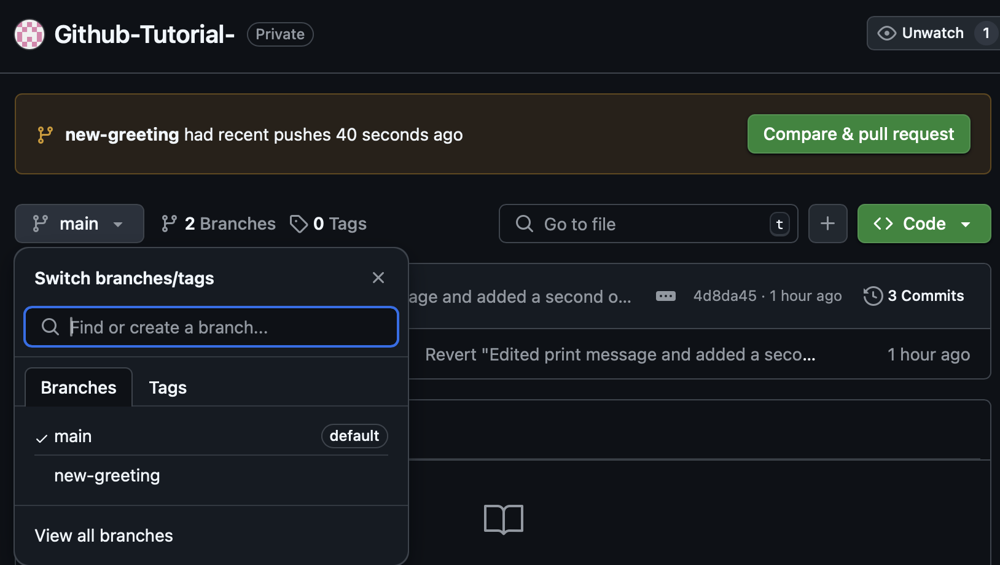 Github-Tutorial- Private Unwatch 1
new-greeting had recent pushes 40 seconds ago Compare & pull request
main 2 Branches 0 Tags Go to file t Code
Switch branches/tags
age and added a second o... 4d8da45 · 1 hour ago 3 Commits
Find or create a branch...
Revert "Edited print message and added a seco... 1 hour ago
Branches Tags
main default
new-greeting
View all branches